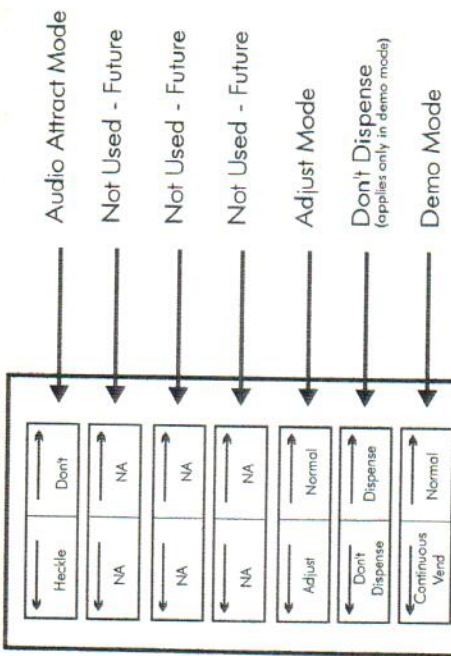 Heckle
Don't
Audio Attract Mode
NA
NA
Not Used - Future
NA
NA
Not Used - Future
NA
NA
Not Used - Future
Adjust
Normal
Adjust Mode
Don't
Dispense
Dispense
Don't Dispense
(applies only in demo mode)
Continuous
Vend
Normal
Demo Mode